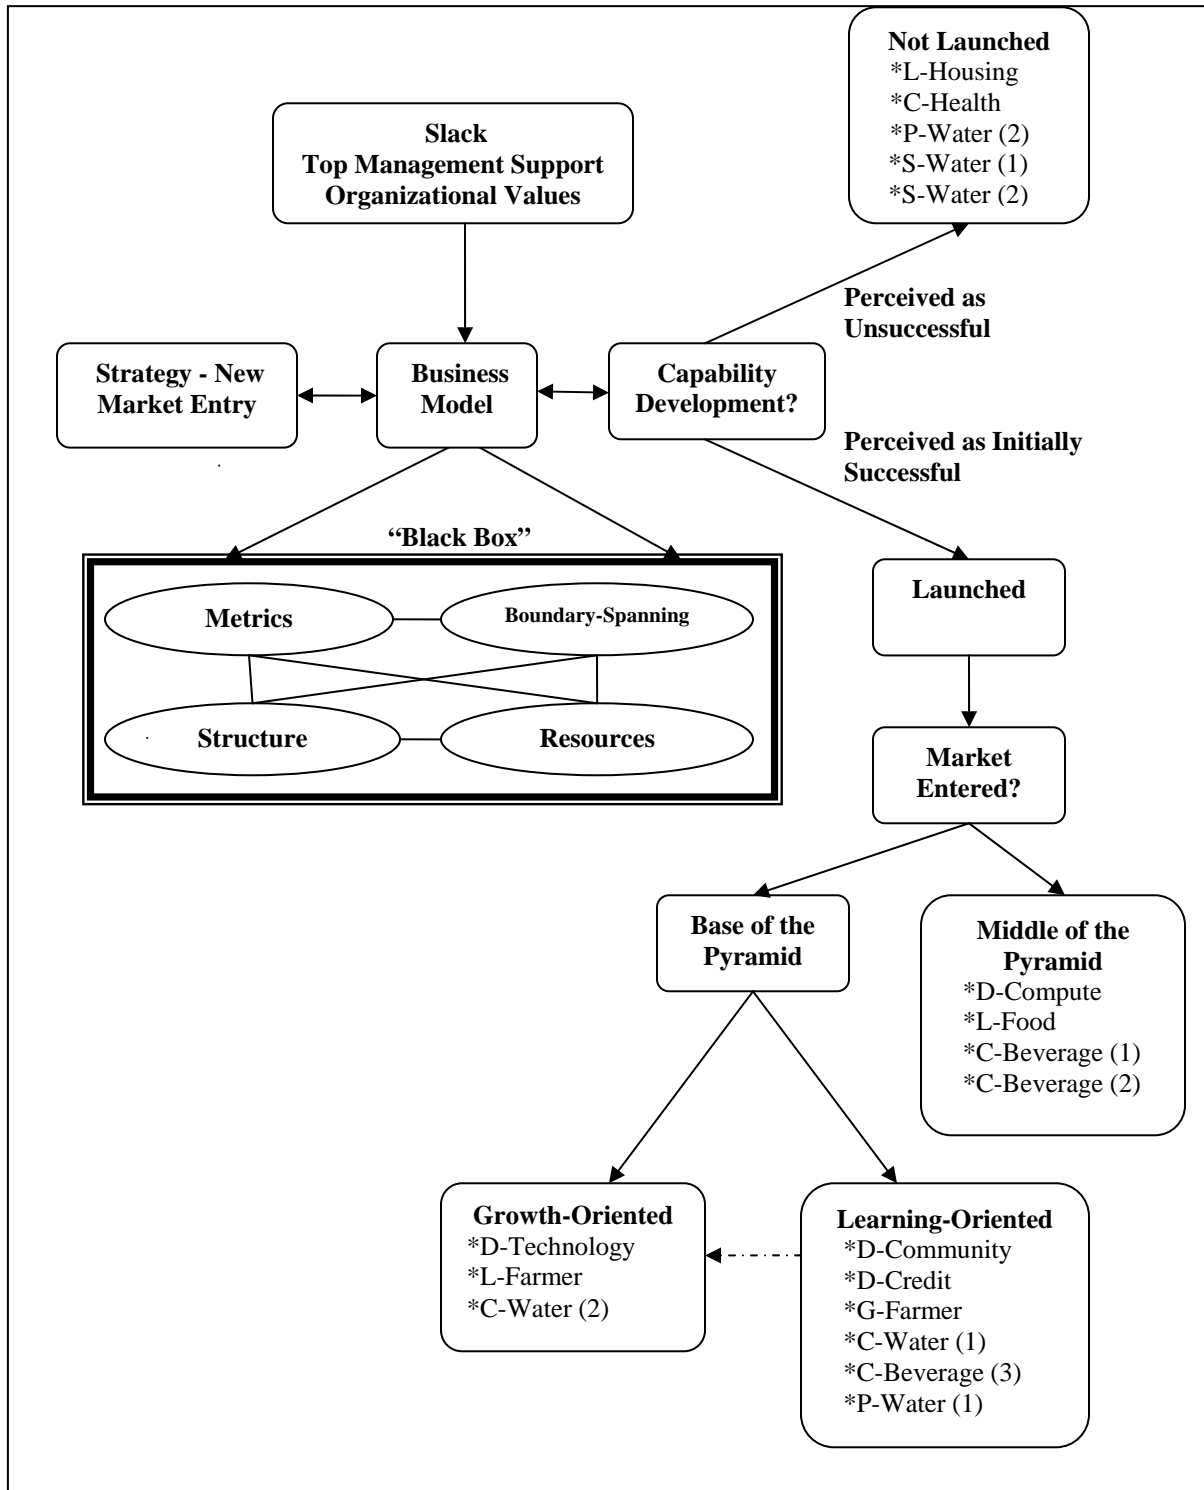 Not Launched
*L-Housing
*C-Health
*P-Water (2)
*S-Water (1)
*S-Water (2)
Slack
Top Management Support
Organizational Values
Perceived as
Unsuccessful
Strategy - New
Market Entry
Business
Model
Capability
Development?
Perceived as Initially
Successful
“Black Box”
Metrics
Boundary-Spanning
Structure
Resources
Launched
Market
Entered?
Base of the
Pyramid
Middle of the
Pyramid
*D-Compute
*L-Food
*C-Beverage (1)
*C-Beverage (2)
Growth-Oriented
*D-Technology
*L-Farmer
*C-Water (2)
Learning-Oriented
*D-Community
*D-Credit
*G-Farmer
*C-Water (1)
*C-Beverage (3)
*P-Water (1)